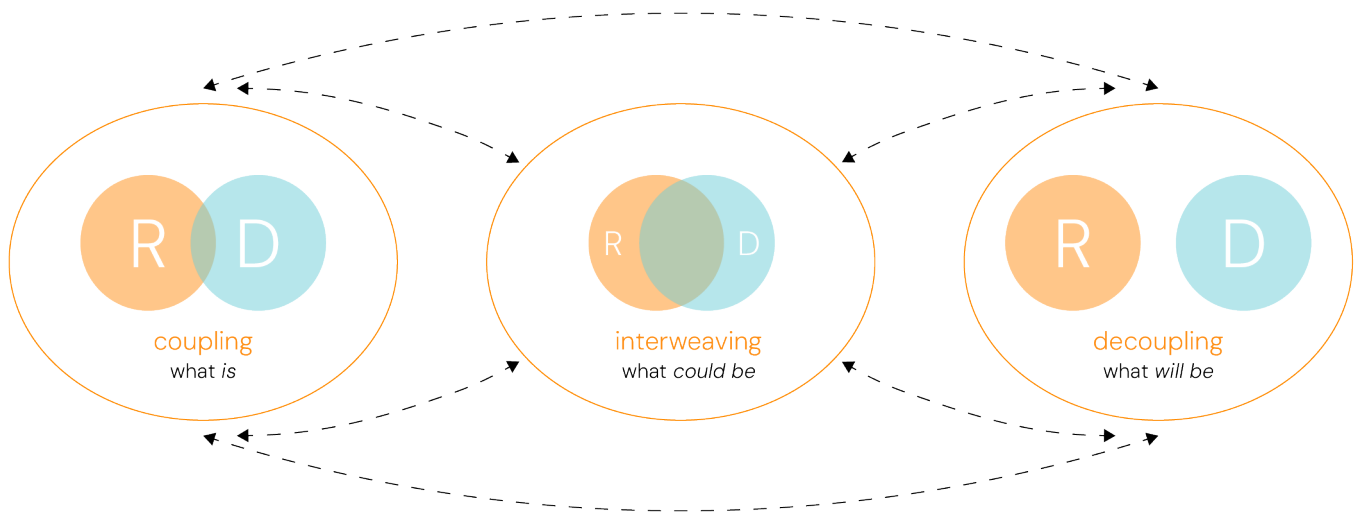 R D
coupling
what is
R D
interweaving
what could be
R D
decoupling
what will be